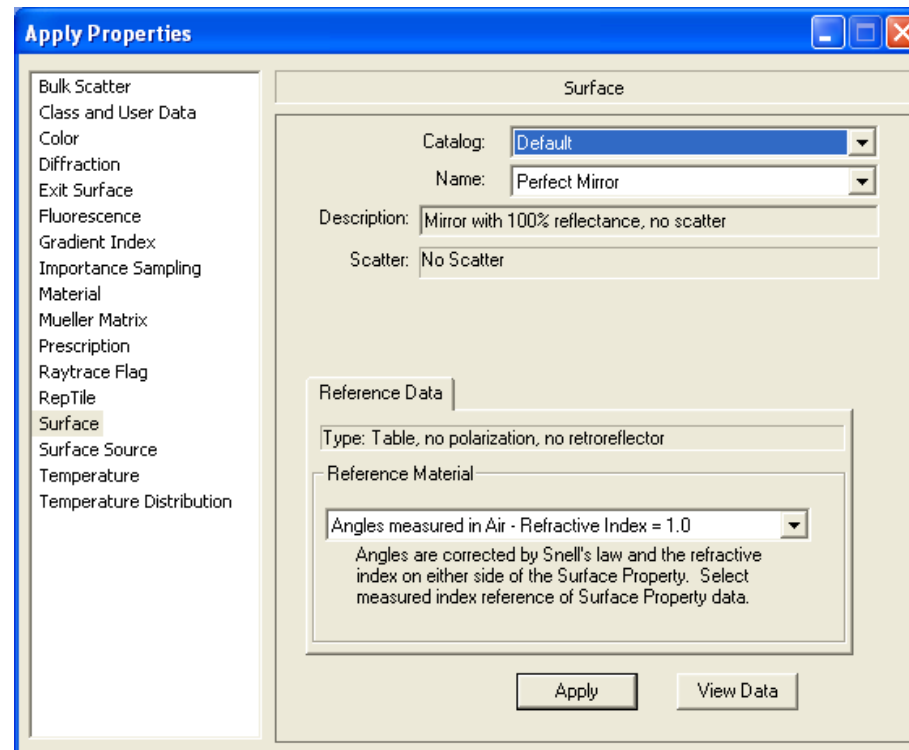 Apply Properties
Bulk Scatter
Class and User Data
Color
Diffraction
Exit Surface
Fluorescence
Gradient Index
Importance Sampling
Material
Mueller Matrix
Prescription
Raytrace Flag
RepTile
Surface
Surface Source
Temperature
Temperature Distribution
Surface
Catalog: Default
Name: Perfect Mirror
Description: Mirror with 100% reflectance, no scatter
Scatter: No Scatter
Reference Data
Type: Table, no polarization, no retroreflector
Reference Material
Angles measured in Air - Refractive Index = 1.0
Angles are corrected by Snell's law and the refractive
index on either side of the Surface Property. Select
measured index reference of Surface Property data.
Apply View Data